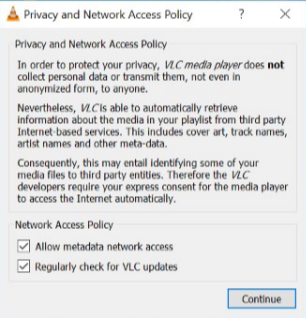 Privacy and Network Access Policy ? ×
Privacy and Network Access Policy
In order to protect your privacy, VLC media player does not
collect personal data or transmit them, not even in
anonymized form, to anyone.
Nevertheless, VLC is able to automatically retrieve
information about the media in your playlist from third party
Internet-based services. This includes cover art, track names,
artist names and other meta-data.
Consequently, this may entail identifying some of your
media files to third party entities. Therefore the VLC
developers require your express consent for the media player
to access the Internet automatically.
Network Access Policy
Allow metadata network access
Regularly check for VLC updates
Continue